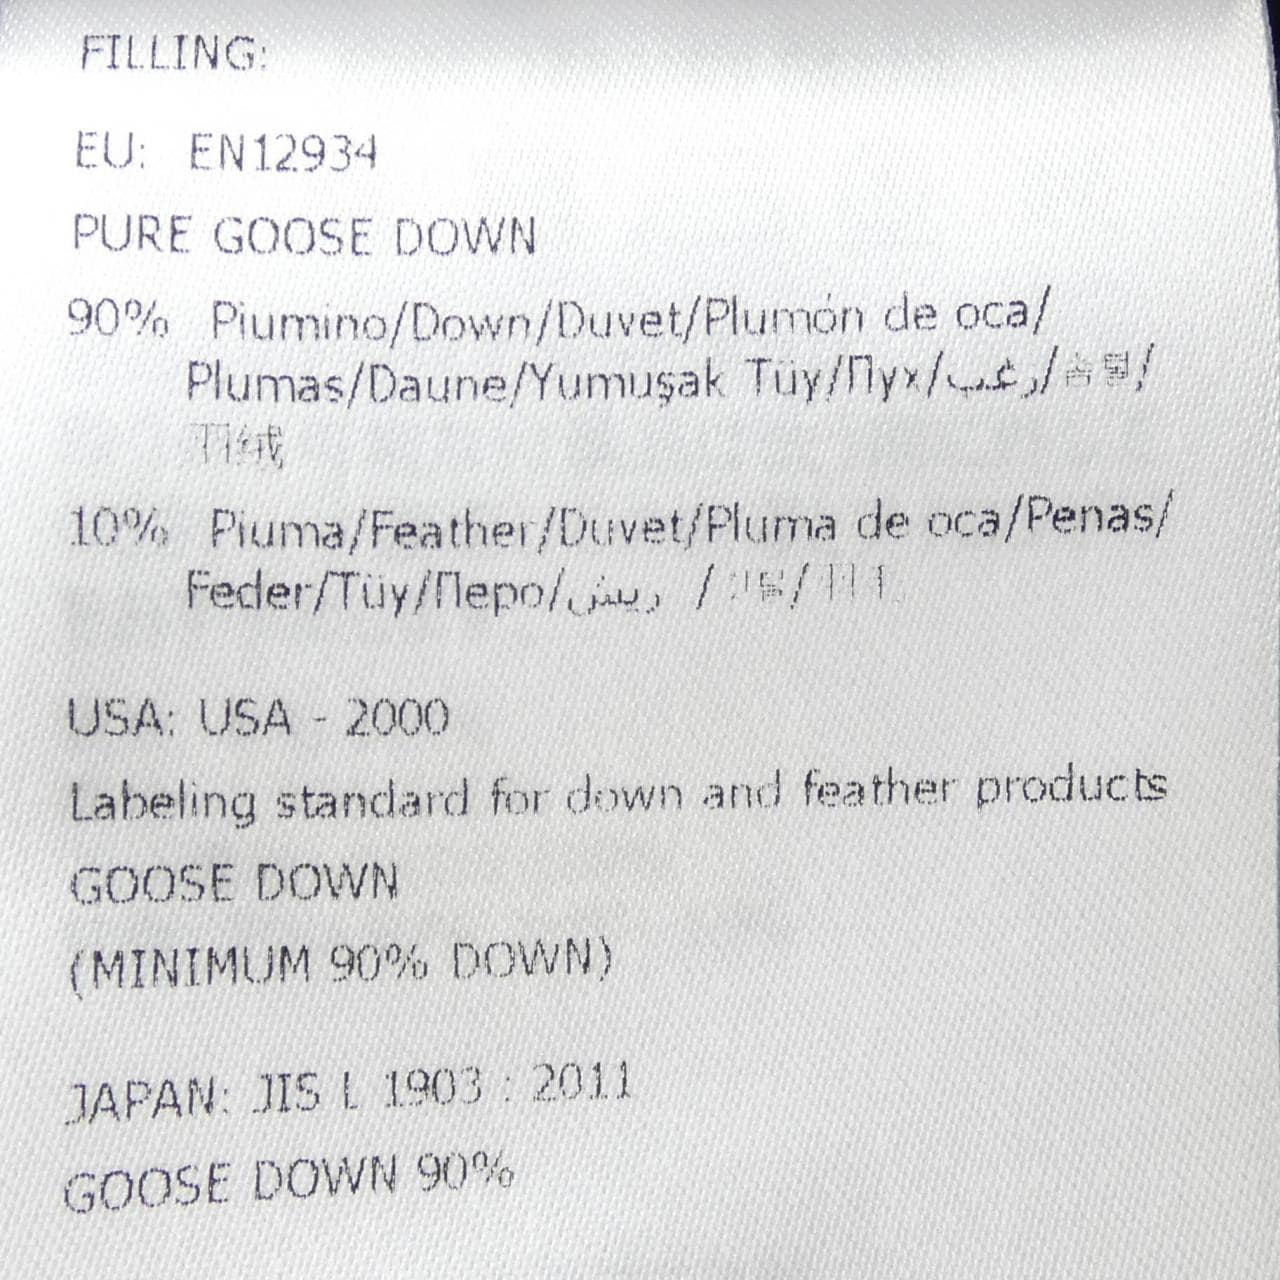 FILLING:
EU: EN12934
PURE GOOSE DOWN
90% Piumino/Down/Duvet/Plumón de oca/
Plumas/Daune/Yumuşak Tüy/Пух/زغب/솜털/
羽绒
10% Piuma/Feather/Duvet/Pluma de oca/Penas/
Feder/Tüy/Перо/ريش /
USA: USA - 2000
Labeling standard for down and feather products
GOOSE DOWN
(MINIMUM 90% DOWN)
JAPAN: JIS L 1903 : 2011
GOOSE DOWN 90%